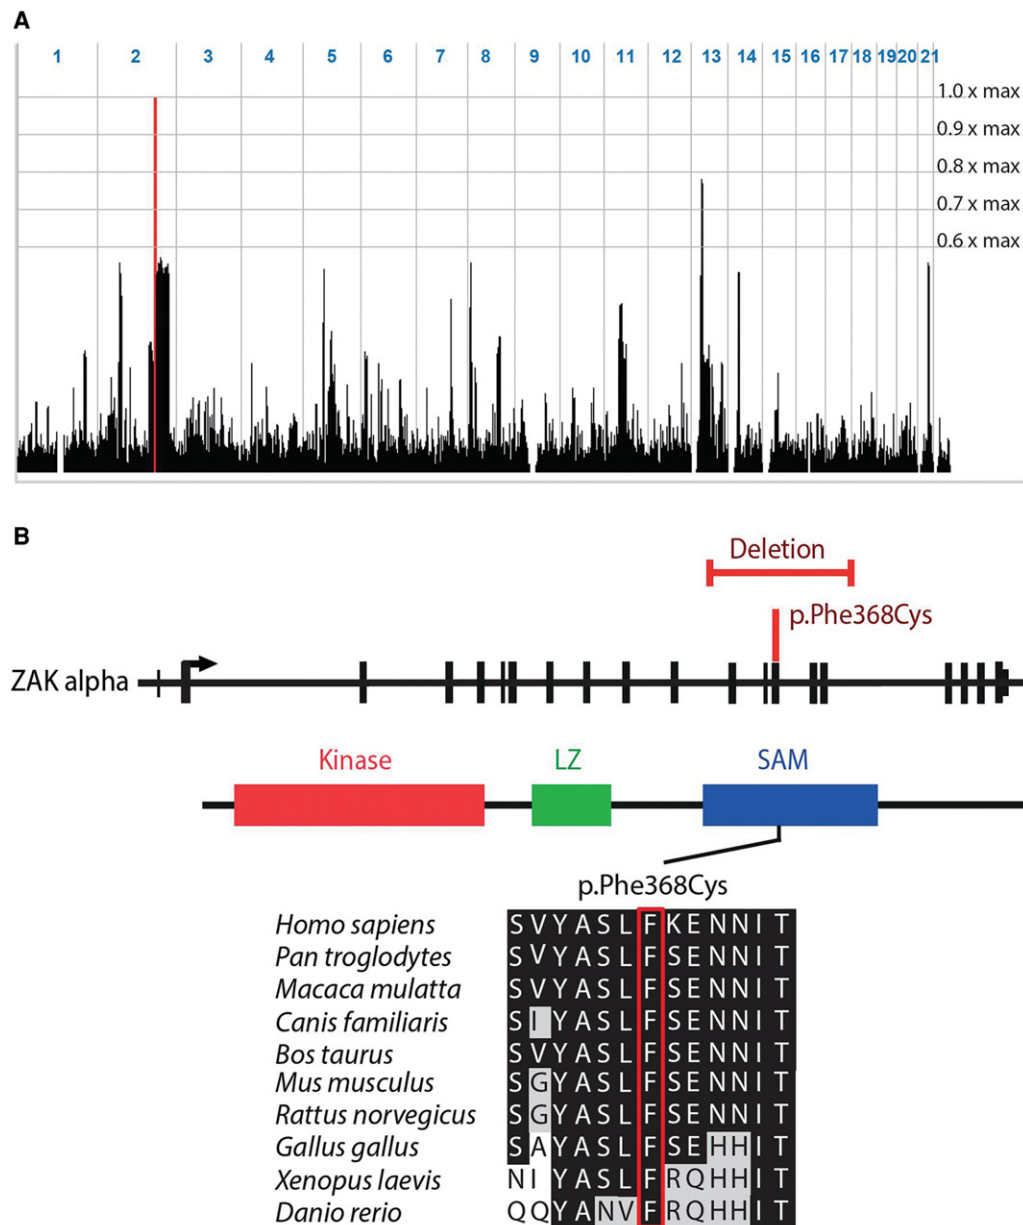 A
1 2 3 4 5 6 7 8 9 10 11 12 13 14 15 16 17 18 19 20 21
1.0 x max
0.9 x max
0.8 x max
0.7 x max
0.6 x max
B
Deletion
p.Phe368Cys
ZAK alpha
Kinase LZ SAM
p.Phe368Cys
Homo sapiens SVYASLFKENNIT
Pan troglodytes SVYASLFSENNIT
Macaca mulatta SVYASLFSENNIT
Canis familiaris SIYASLFSENNIT
Bos taurus SVYASLFSENNIT
Mus musculus SGYASLFSENNIT
Rattus norvegicus SGYASLFSENNIT
Gallus gallus SAYASLFSEHHIT
Xenopus laevis NIYASLFRQHHIT
Danio rerio QQYANVFRQHHIT